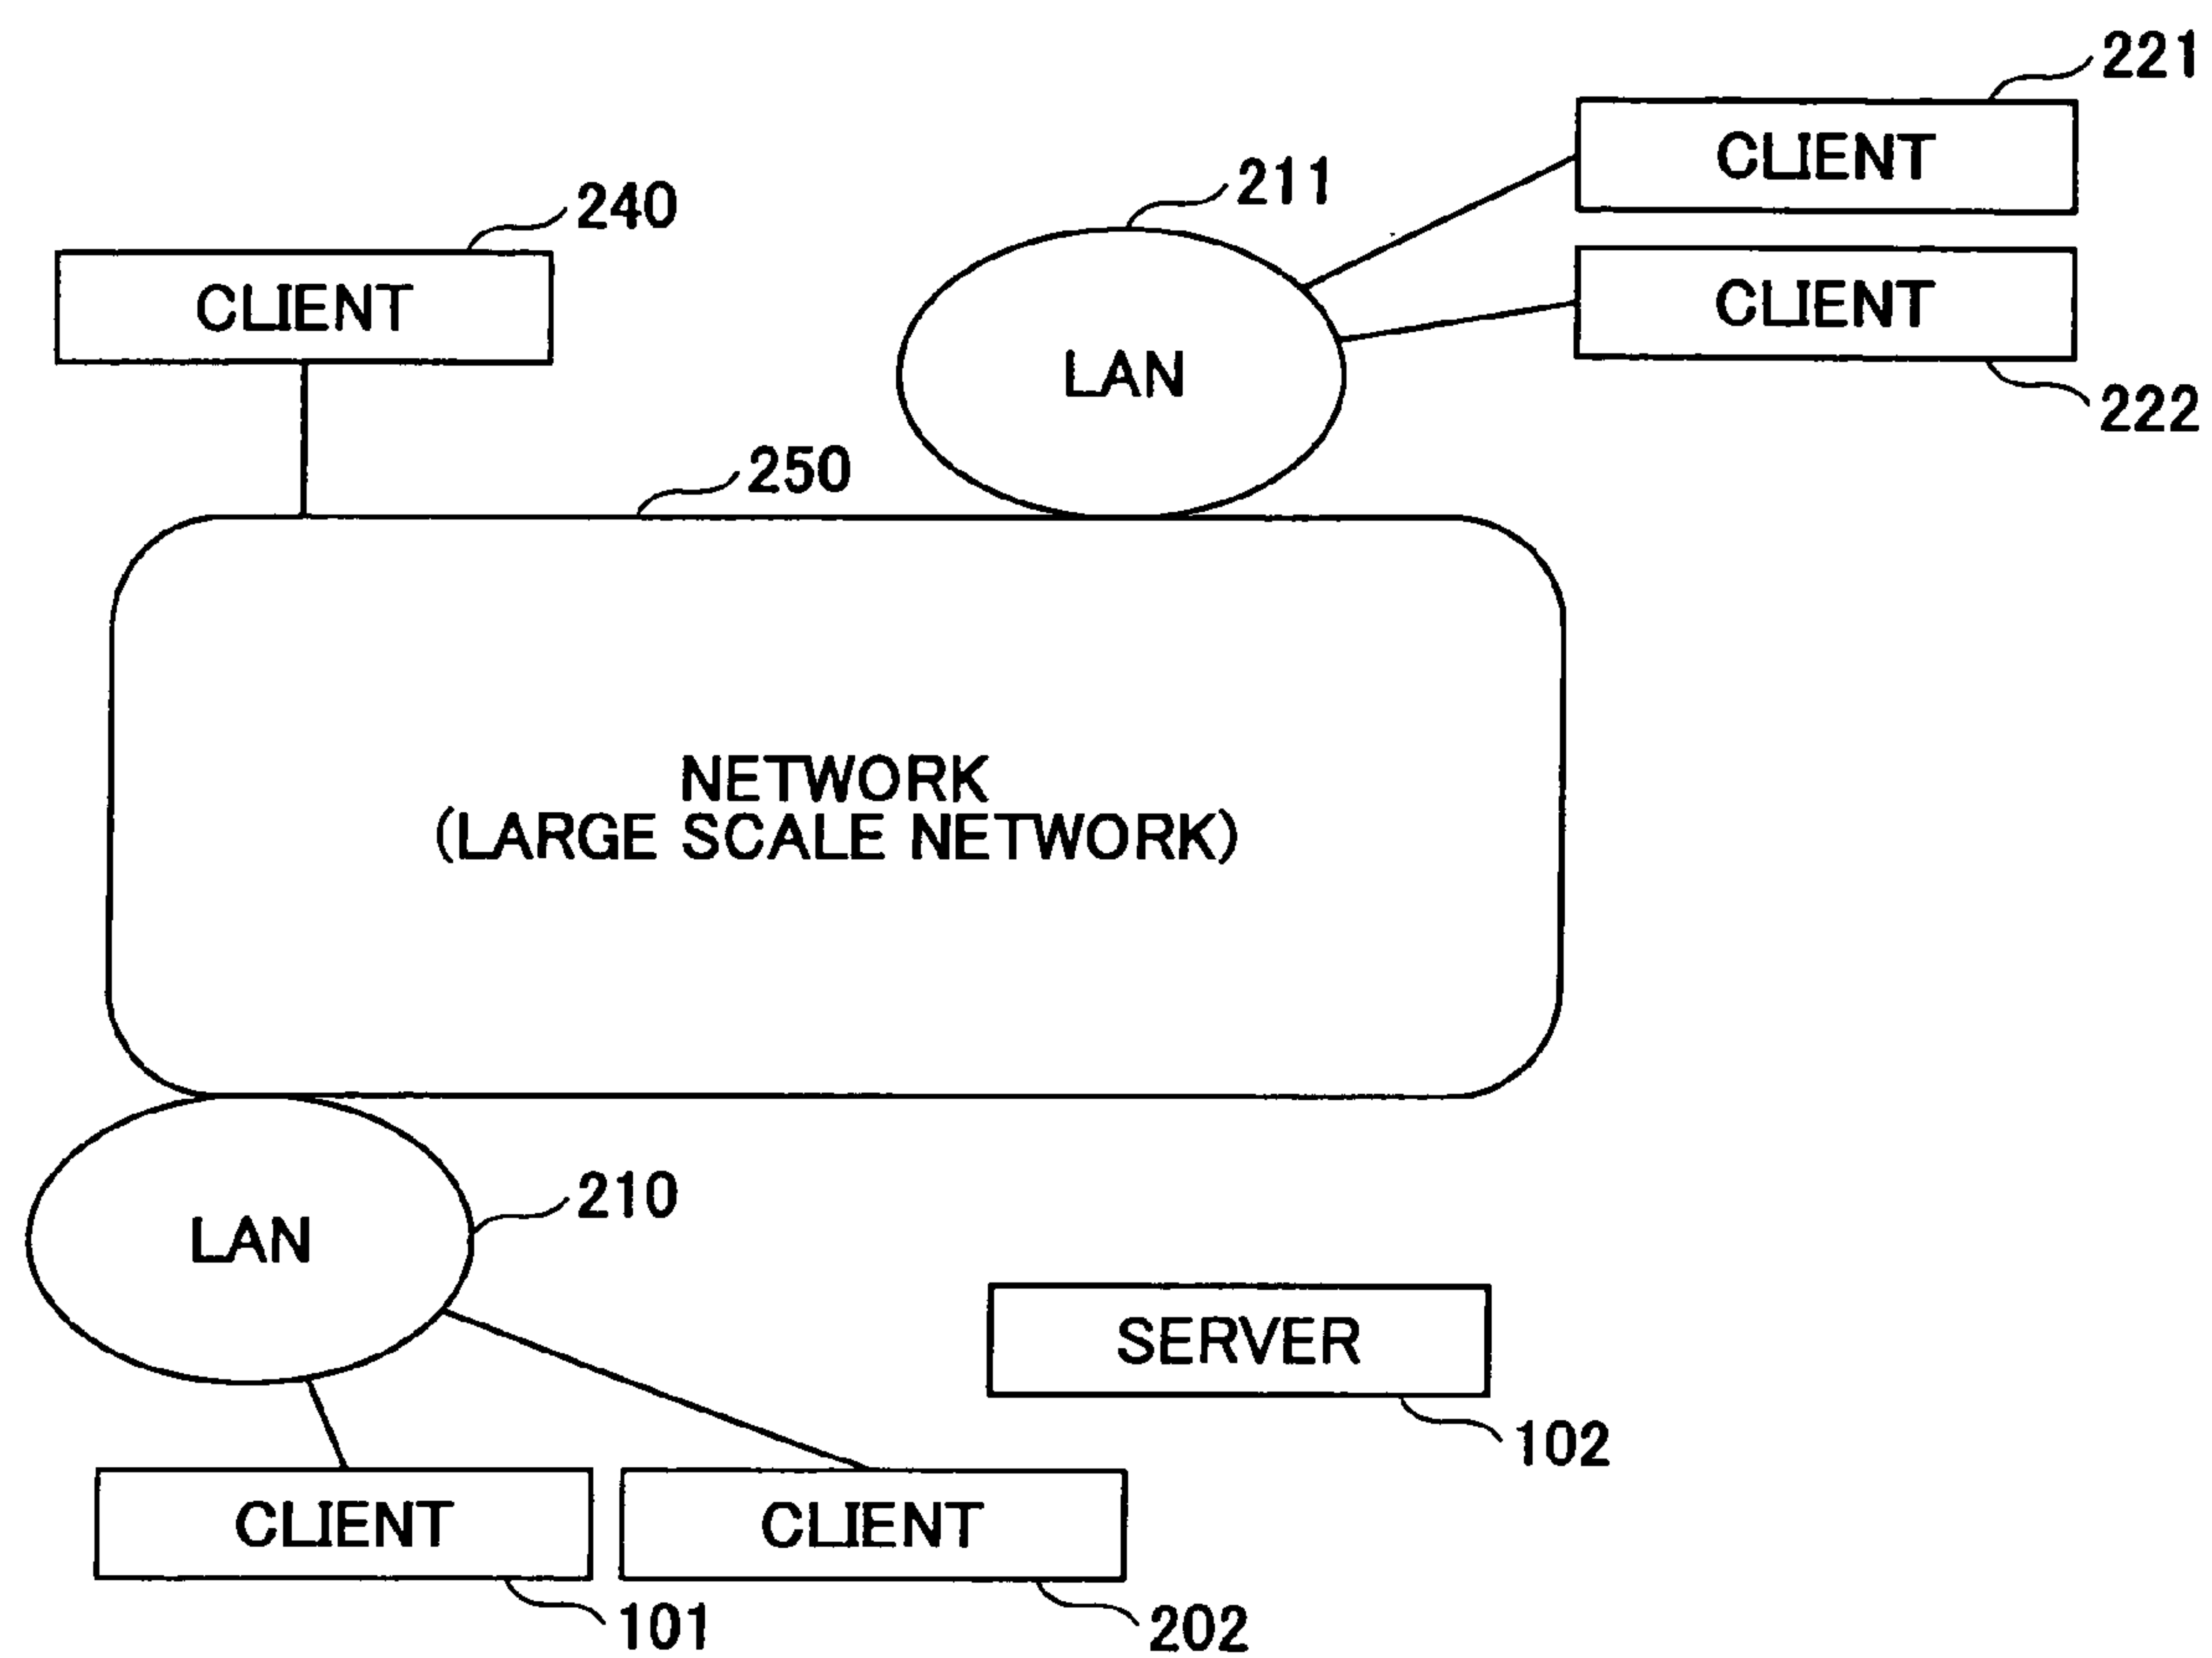 221
CLIENT
211
240
CLIENT
CLIENT
LAN
222
250
NETWORK
(LARGE SCALE NETWORK)
210
LAN
SERVER
102
CLIENT
CLIENT
101
202